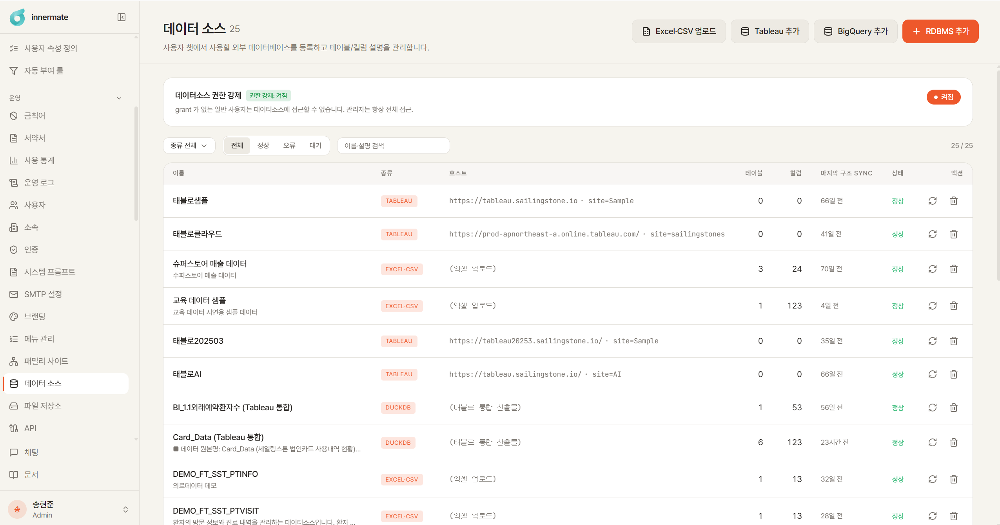 innermate
사용자 속성 정의
자동 부여 룰
운영
금칙어
서약서
사용 통계
운영 로그
사용자
소속
인증
시스템 프롬프트
SMTP 설정
브랜딩
메뉴 관리
패밀리 사이트
데이터 소스
파일 저장소
API
채팅
문서
송
송현준
Admin
데이터 소스 25
사용자 챗에서 사용할 외부 데이터베이스를 등록하고 테이블/컬럼 설명을 관리합니다.
Excel·CSV 업로드
Tableau 추가
BigQuery 추가
RDBMS 추가
데이터소스 권한 강제 권한 강제: 켜짐
켜짐
grant 가 없는 일반 사용자는 데이터소스에 접근할 수 없습니다. 관리자는 항상 전체 접근.
종류 전체 전체 정상 오류 대기 이름·설명 검색 25 / 25
이름 종류 호스트 테이블 컬럼 마지막 구조 SYNC 상태 액션
태블로샘플 TABLEAU https://tableau.sailingstone.io · site=Sample 0 0 66일 전 정상
태블로클라우드 TABLEAU https://prod-apnortheast-a.online.tableau.com/ · site=sailingstones 0 0 41일 전 정상
슈퍼스토어 매출 데이터 EXCEL·CSV (엑셀 업로드) 3 24 70일 전 정상
수퍼스토어 매출 데이터
교육 데이터 샘플 EXCEL·CSV (엑셀 업로드) 1 123 4일 전 정상
교육 데이터 시연용 샘플 데이터
태블로202503 TABLEAU https://tableau20253.sailingstone.io/ · site=Sample 0 0 35일 전 정상
태블로AI TABLEAU https://tableau.sailingstone.io/ · site=AI 0 0 66일 전 정상
BI_1.1외래예약환자수 (Tableau 통합) DUCKDB (태블로 통합 산출물) 1 53 56일 전 정상
Card_Data (Tableau 통합) DUCKDB (태블로 통합 산출물) 6 123 23시간 전 정상
■ 데이터 원본명: Card_Data (세일링스톤 법인카드 사용내역 현황)...
DEMO_FT_SST_PTINFO EXCEL·CSV (엑셀 업로드) 1 13 32일 전 정상
의료데이터 데모
DEMO_FT_SST_PTVISIT EXCEL·CSV (엑셀 업로드) 1 13 28일 전 정상
환자의 방문 정보와 진료 내역을 관리하는 데이터소스입니다. 환자 ...